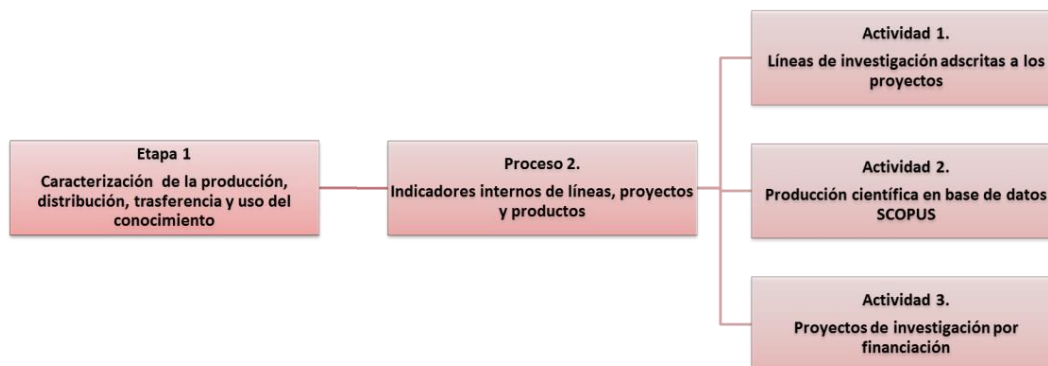 Etapa 1
Caracterización de la producción,
distribución, trasferencia y uso del
conocimiento
Proceso 2.
Indicadores internos de líneas, proyectos
y productos
Actividad 1.
Líneas de investigación adscritas a los
proyectos
Actividad 2.
Producción científica en base de datos
SCOPUS
Actividad 3.
Proyectos de investigación por
financiación